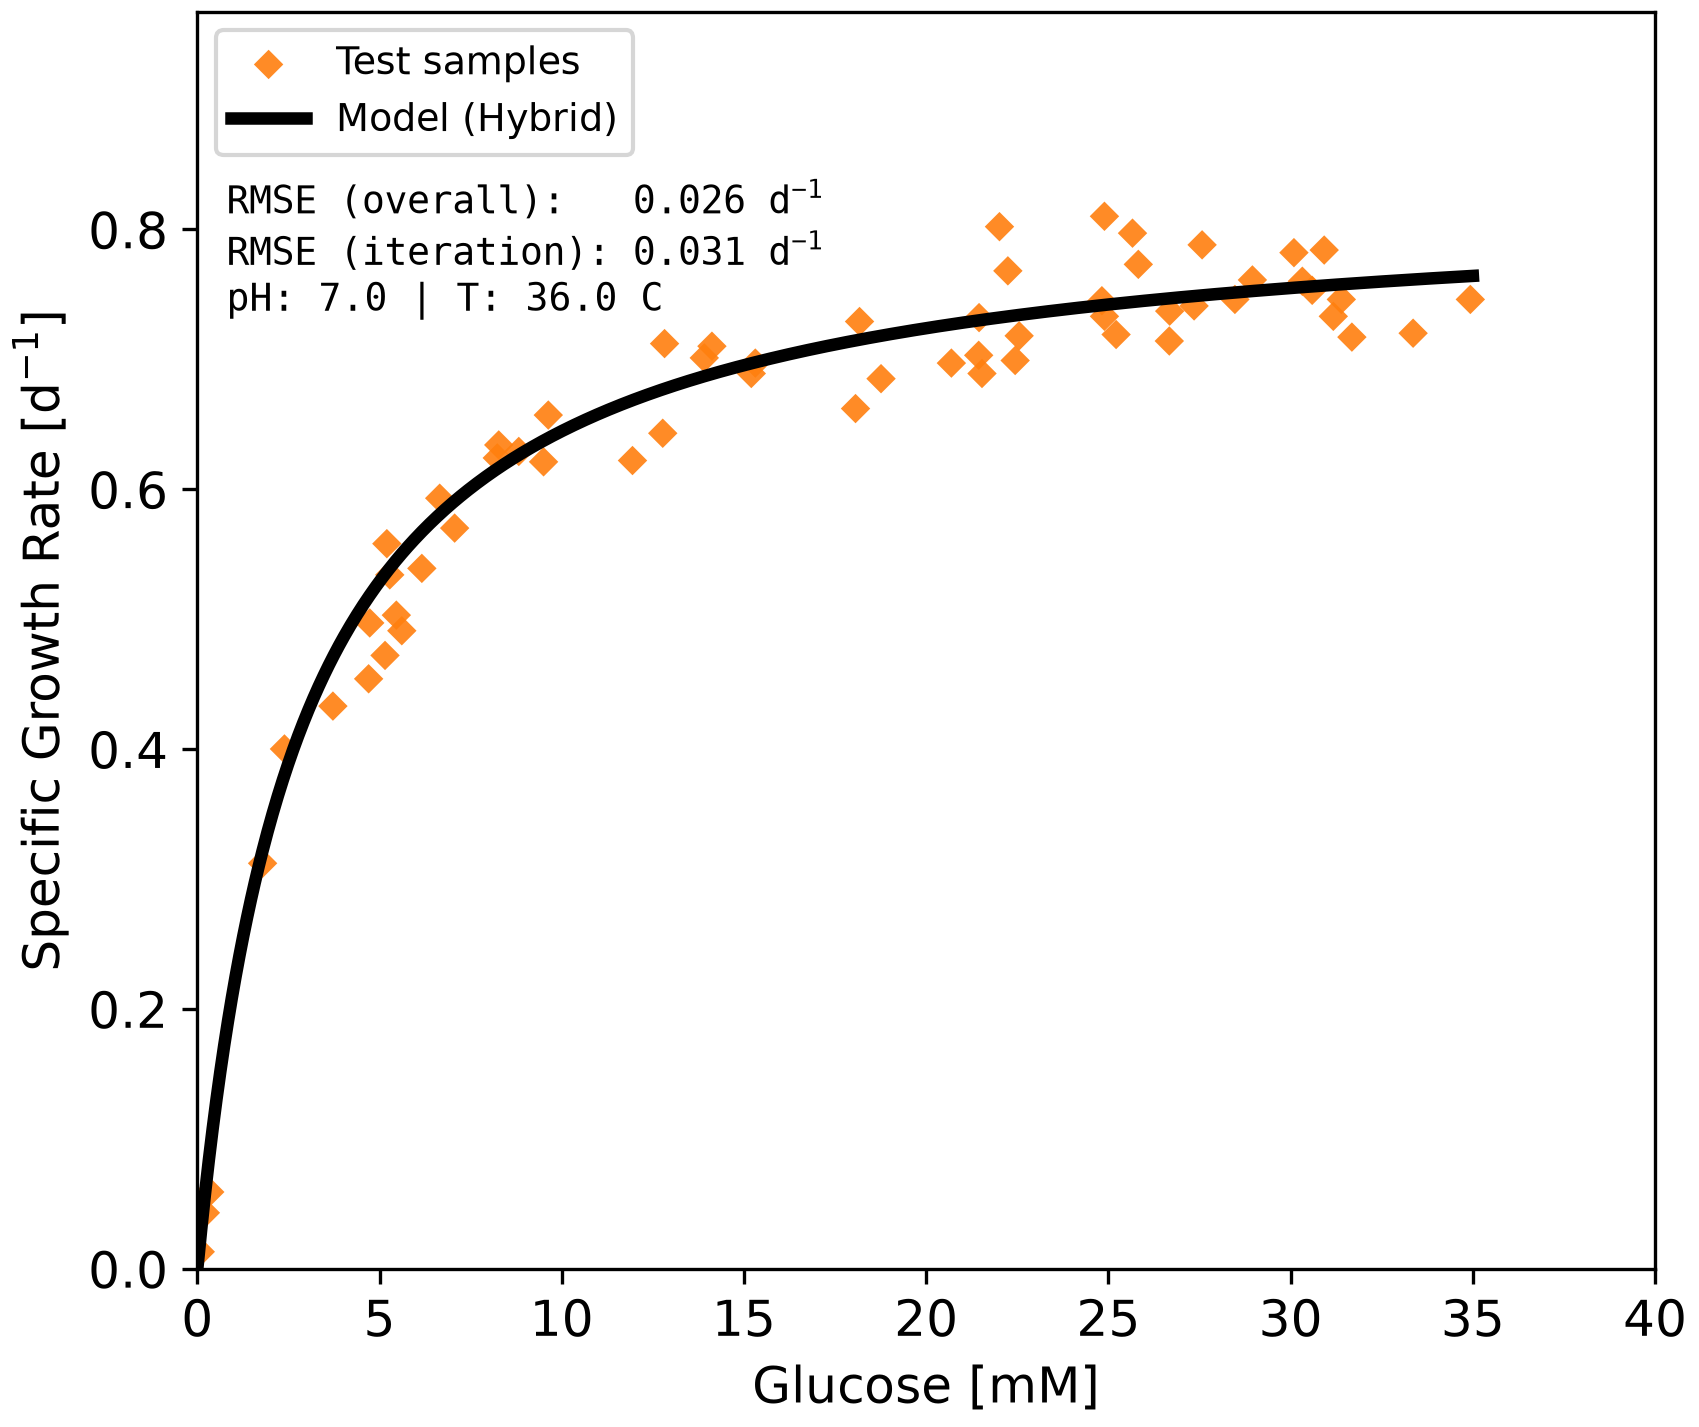 Test samples
Model (Hybrid)
RMSE (overall):   0.026 d⁻¹
RMSE (iteration): 0.031 d⁻¹
pH: 7.0 | T: 36.0 C
Specific Growth Rate [d⁻¹]
0.8
0.6
0.4
0.2
0.0
0 5 10 15 20 25 30 35 40
Glucose [mM]